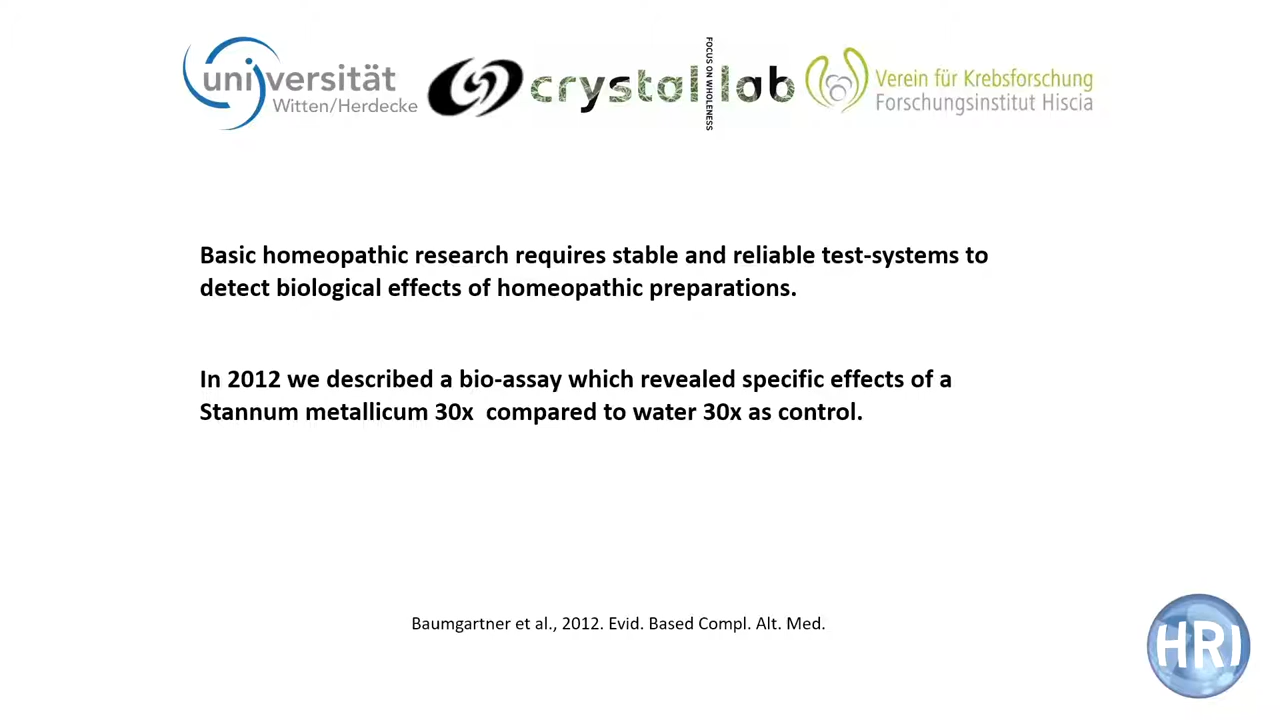 universität
Witten/Herdecke
crystal lab
FOCUS ON WHOLENESS
Verein für Krebsforschung
Forschungsinstitut Hiscia
Basic homeopathic research requires stable and reliable test-systems to
detect biological effects of homeopathic preparations.
In 2012 we described a bio-assay which revealed specific effects of a
Stannum metallicum 30x compared to water 30x as control.
Baumgartner et al., 2012. Evid. Based Compl. Alt. Med.
HRI